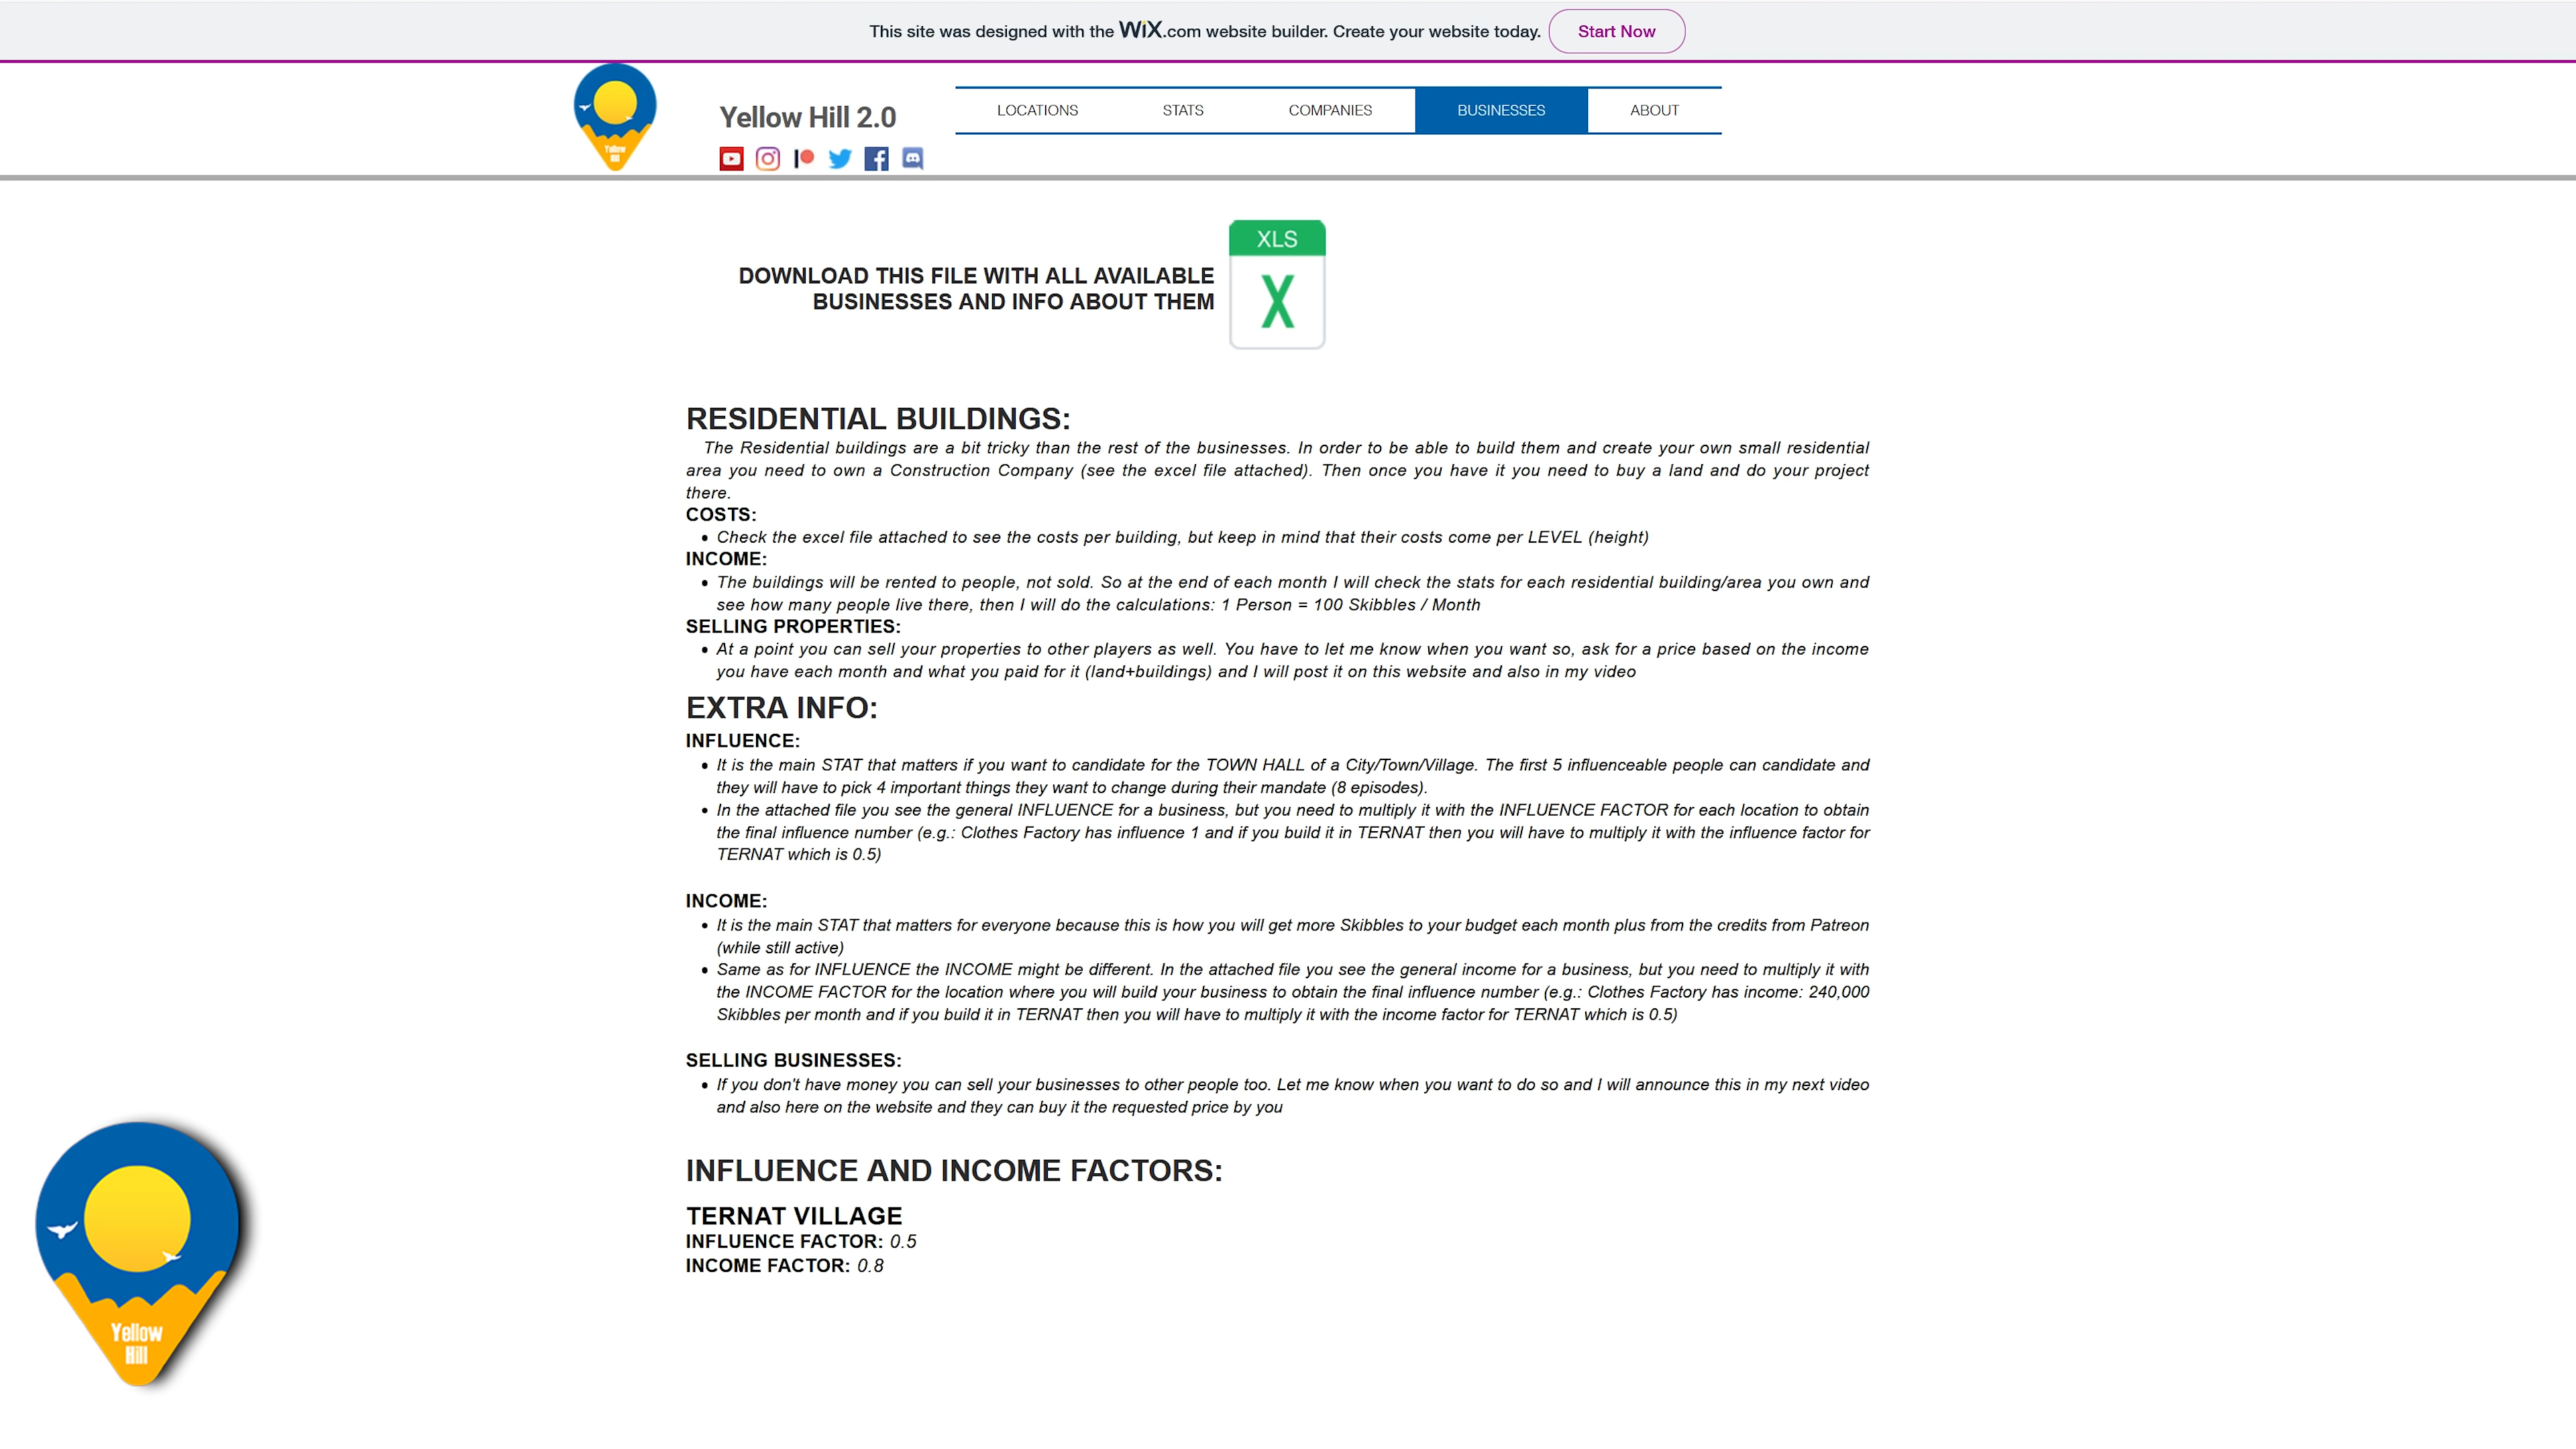 This site was designed with the WiX.com website builder. Create your website today. Start Now
Yellow Hill 2.0
LOCATIONS STATS COMPANIES BUSINESSES ABOUT
Yellow
Hill
XLS
X
DOWNLOAD THIS FILE WITH ALL AVAILABLE
BUSINESSES AND INFO ABOUT THEM
RESIDENTIAL BUILDINGS:
The Residential buildings are a bit tricky than the rest of the businesses. In order to be able to build them and create your own small residential
area you need to own a Construction Company (see the excel file attached). Then once you have it you need to buy a land and do your project
there.
COSTS:
• Check the excel file attached to see the costs per building, but keep in mind that their costs come per LEVEL (height)
INCOME:
• The buildings will be rented to people, not sold. So at the end of each month I will check the stats for each residential building/area you own and
see how many people live there, then I will do the calculations: 1 Person = 100 Skibbles / Month
SELLING PROPERTIES:
• At a point you can sell your properties to other players as well. You have to let me know when you want so, ask for a price based on the income
you have each month and what you paid for it (land+buildings) and I will post it on this website and also in my video
EXTRA INFO:
INFLUENCE:
• It is the main STAT that matters if you want to candidate for the TOWN HALL of a City/Town/Village. The first 5 influenceable people can candidate and
they will have to pick 4 important things they want to change during their mandate (8 episodes).
• In the attached file you see the general INFLUENCE for a business, but you need to multiply it with the INFLUENCE FACTOR for each location to obtain
the final influence number (e.g.: Clothes Factory has influence 1 and if you build it in TERNAT then you will have to multiply it with the influence factor for
TERNAT which is 0.5)
INCOME:
• It is the main STAT that matters for everyone because this is how you will get more Skibbles to your budget each month plus from the credits from Patreon
(while still active)
• Same as for INFLUENCE the INCOME might be different. In the attached file you see the general income for a business, but you need to multiply it with
the INCOME FACTOR for the location where you will build your business to obtain the final influence number (e.g.: Clothes Factory has income: 240,000
Skibbles per month and if you build it in TERNAT then you will have to multiply it with the income factor for TERNAT which is 0.5)
SELLING BUSINESSES:
• If you don't have money you can sell your businesses to other people too. Let me know when you want to do so and I will announce this in my next video
and also here on the website and they can buy it the requested price by you
INFLUENCE AND INCOME FACTORS:
TERNAT VILLAGE
INFLUENCE FACTOR: 0.5
INCOME FACTOR: 0.8
Yellow
Hill